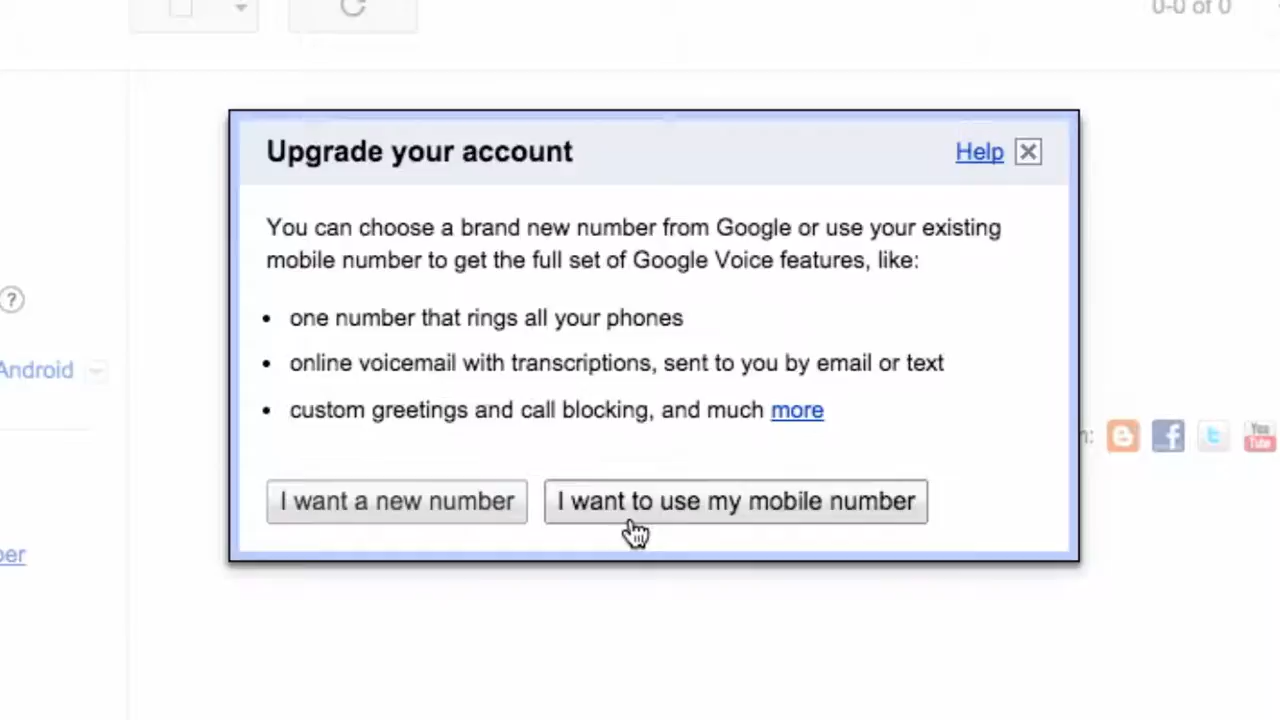 0-0 of 0
Upgrade your account
Help
You can choose a brand new number from Google or use your existing
mobile number to get the full set of Google Voice features, like:
?
• one number that rings all your phones
• online voicemail with transcriptions, sent to you by email or text
Android
• custom greetings and call blocking, and much more
You
Tube
I want a new number
I want to use my mobile number